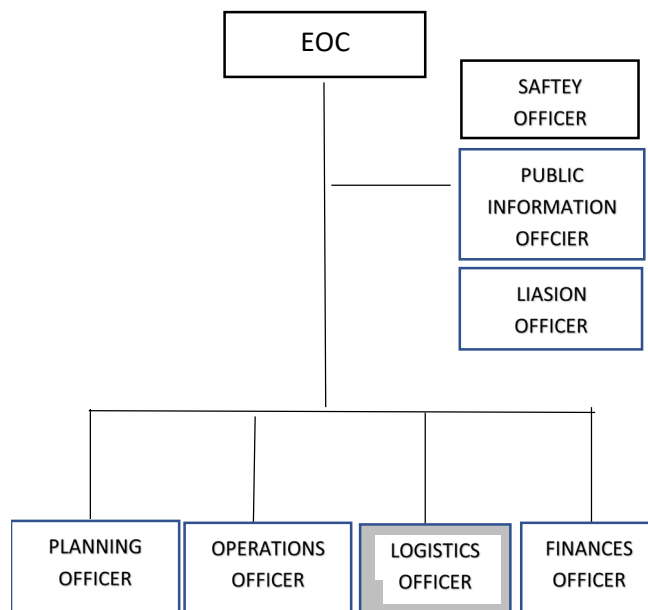 EOC
SAFTEY
OFFICER
PUBLIC
INFORMATION
OFFCIER
LIASION
OFFICER
PLANNING
OFFICER
OPERATIONS
OFFICER
LOGISTICS
OFFICER
FINANCES
OFFICER